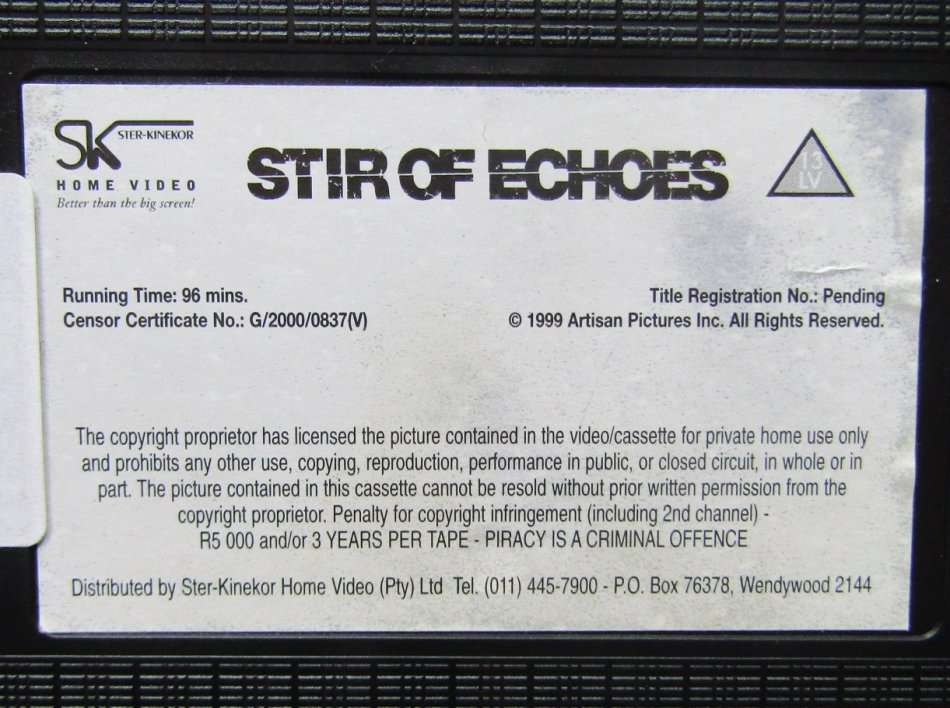 SK STER-KINEKOR
HOME VIDEO
Better than the big screen!
STIR OF ECHOES
13
LV
Running Time: 96 mins.
Censor Certificate No.: G/2000/0837(V)
Title Registration No.: Pending
© 1999 Artisan Pictures Inc. All Rights Reserved.
The copyright proprietor has licensed the picture contained in the video/cassette for private home use only
and prohibits any other use, copying, reproduction, performance in public, or closed circuit, in whole or in
part. The picture contained in this cassette cannot be resold without prior written permission from the
copyright proprietor. Penalty for copyright infringement (including 2nd channel) -
R5 000 and/or 3 YEARS PER TAPE - PIRACY IS A CRIMINAL OFFENCE
Distributed by Ster-Kinekor Home Video (Pty) Ltd Tel. (011) 445-7900 - P.O. Box 76378, Wendywood 2144